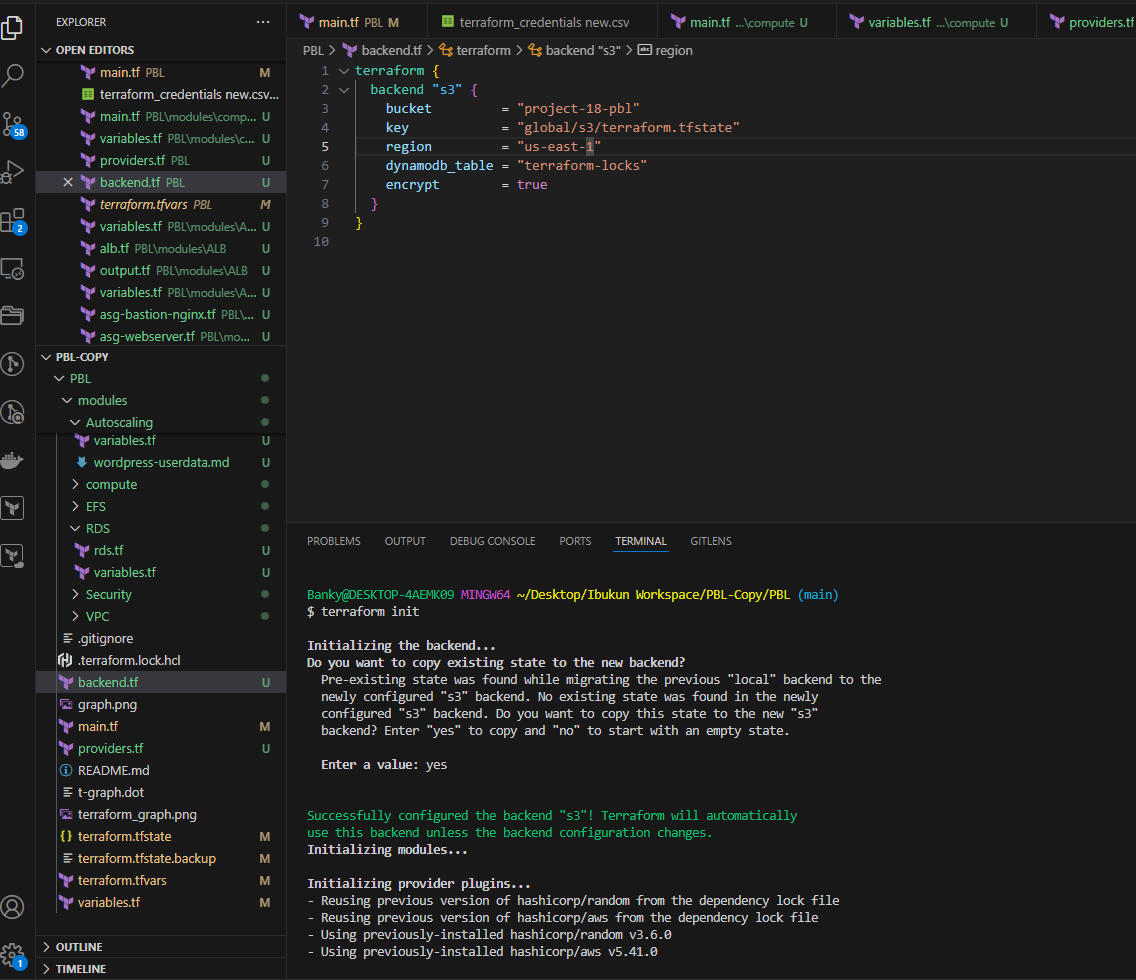 EXPLORER
OPEN EDITORS
main.tf PBL M
terraform_credentials new.csv...
main.tf PBL\modules\comp... U
variables.tf PBL\modules\c... U
providers.tf PBL U
backend.tf PBL U
terraform.tfvars PBL M
variables.tf PBL\modules\A... U
alb.tf PBL\modules\ALB U
output.tf PBL\modules\ALB U
variables.tf PBL\modules\A... U
asg-bastion-nginx.tf PBL\... U
asg-webserver.tf PBL\mo... U
PBL-COPY
PBL
modules
Autoscaling
variables.tf U
wordpress-userdata.md U
compute
EFS
RDS
rds.tf U
variables.tf U
Security
VPC
.gitignore
.terraform.lock.hcl
backend.tf U
graph.png
main.tf M
providers.tf U
README.md
t-graph.dot
terraform_graph.png
terraform.tfstate M
terraform.tfstate.backup M
terraform.tfvars M
variables.tf M
OUTLINE
TIMELINE
58
2
1
main.tf PBL M
terraform_credentials new.csv
main.tf ...\compute U
variables.tf ...\compute U
providers.tf
PBL > backend.tf > terraform > backend "s3" > region
1 terraform {
2 backend "s3" {
3 bucket = "project-18-pbl"
4 key = "global/s3/terraform.tfstate"
5 region = "us-east-1"
6 dynamodb_table = "terraform-locks"
7 encrypt = true
8 }
9 }
10
PROBLEMS OUTPUT DEBUG CONSOLE PORTS TERMINAL GITLENS
Banky@DESKTOP-4AEMK09 MINGW64 ~/Desktop/Ibukun Workspace/PBL-Copy/PBL (main)
$ terraform init
Initializing the backend...
Do you want to copy existing state to the new backend?
Pre-existing state was found while migrating the previous "local" backend to the
newly configured "s3" backend. No existing state was found in the newly
configured "s3" backend. Do you want to copy this state to the new "s3"
backend? Enter "yes" to copy and "no" to start with an empty state.
Enter a value: yes
Successfully configured the backend "s3"! Terraform will automatically
use this backend unless the backend configuration changes.
Initializing modules...
Initializing provider plugins...
- Reusing previous version of hashicorp/random from the dependency lock file
- Reusing previous version of hashicorp/aws from the dependency lock file
- Using previously-installed hashicorp/random v3.6.0
- Using previously-installed hashicorp/aws v5.41.0